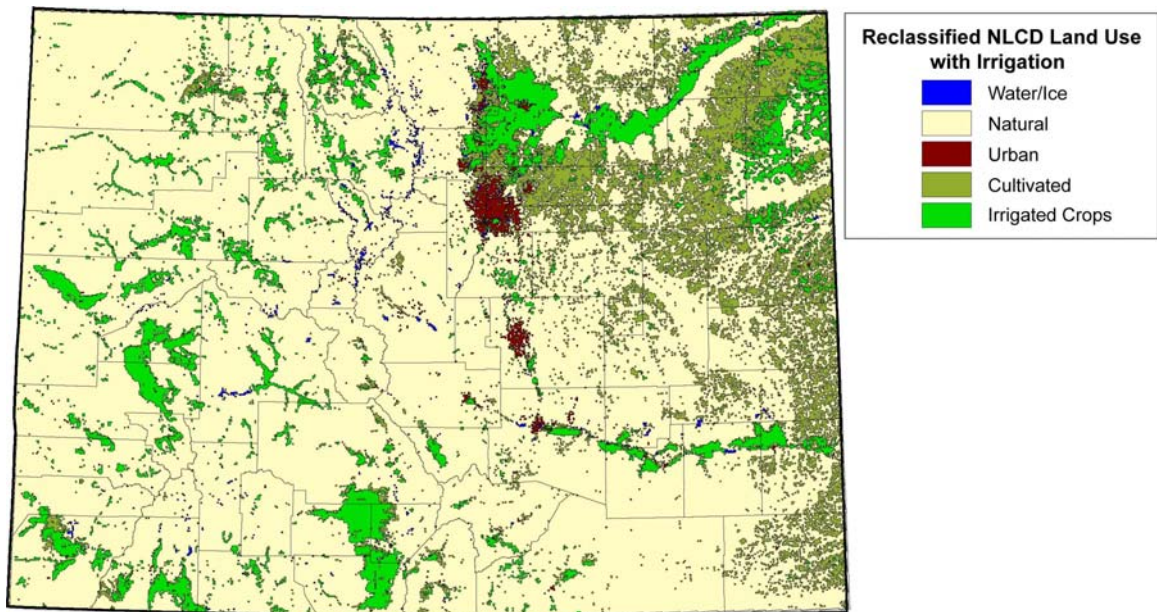 Reclassified NLCD Land Use
with Irrigation
Water/Ice
Natural
Urban
Cultivated
Irrigated Crops